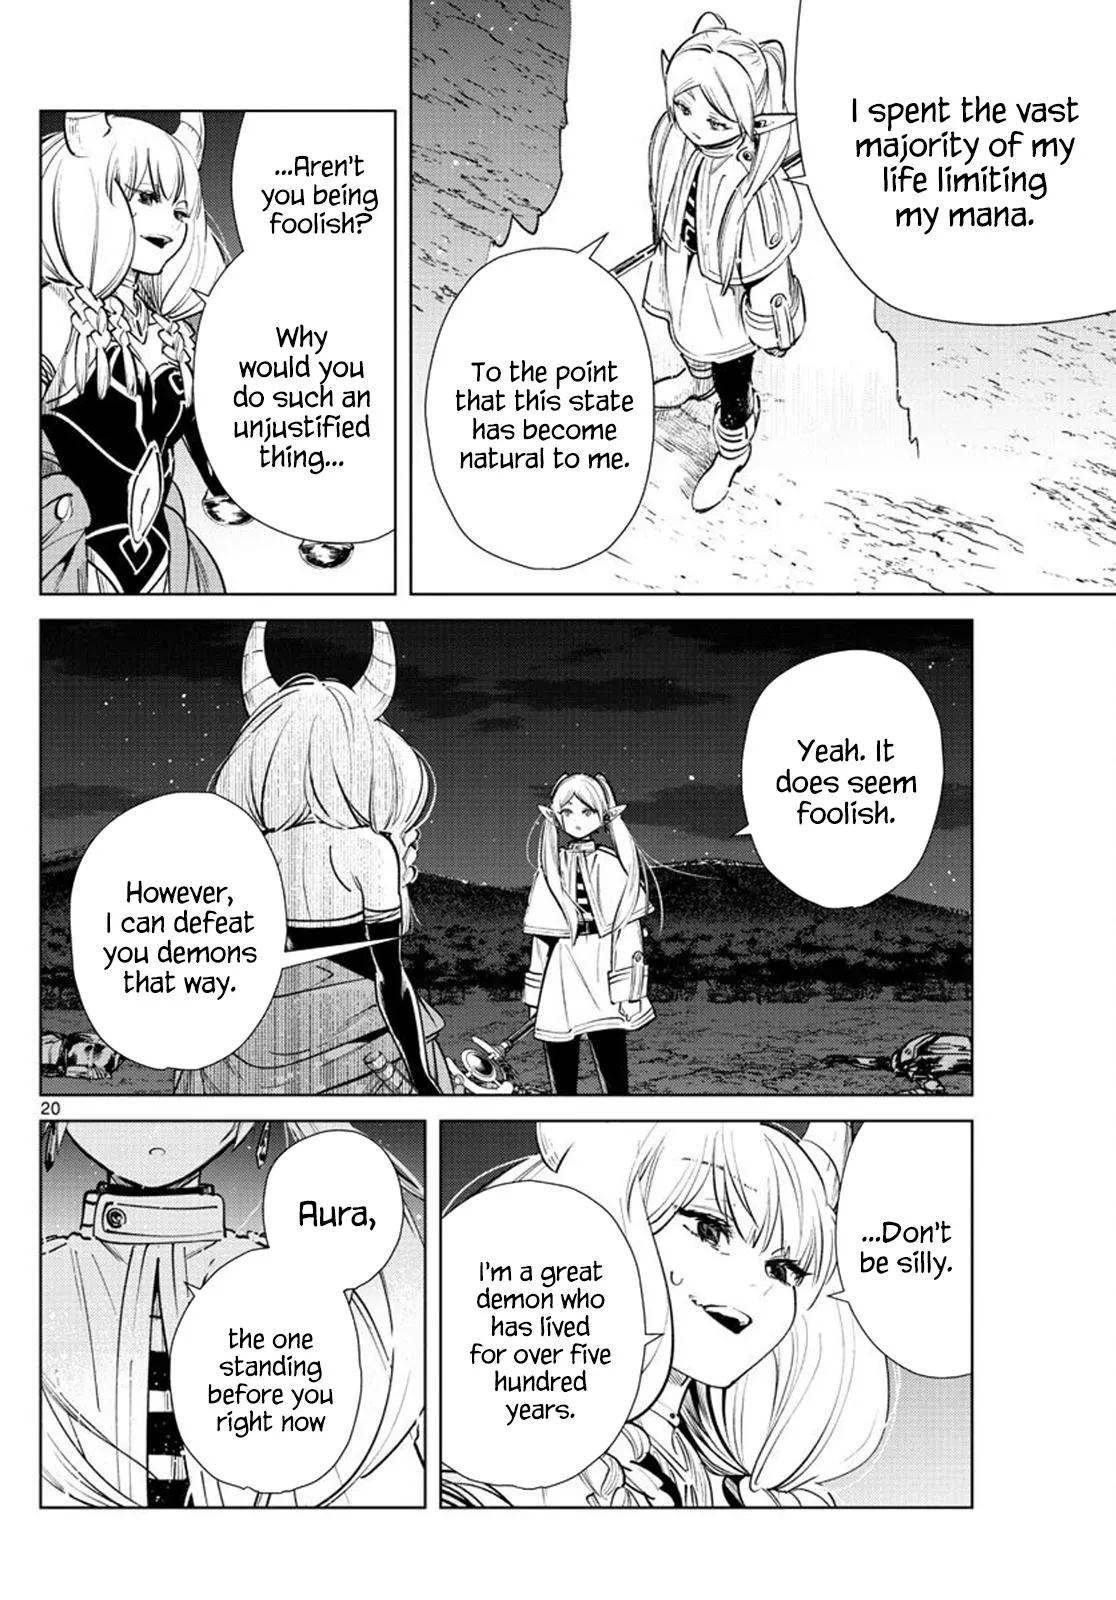 I spent the vast
majority of my
life limiting
my mana.
To the point
that this state
has become
natural to me.
...Aren't
you being
foolish?
Why
would you
do such an
unjustified
thing...
Yeah. It
does seem
foolish.
However,
I can defeat
you demons
that way.
20
...Don't
be silly.
I'm a great
demon who
has lived
for over five
hundred
years.
Aura,
the one
standing
before you
right now